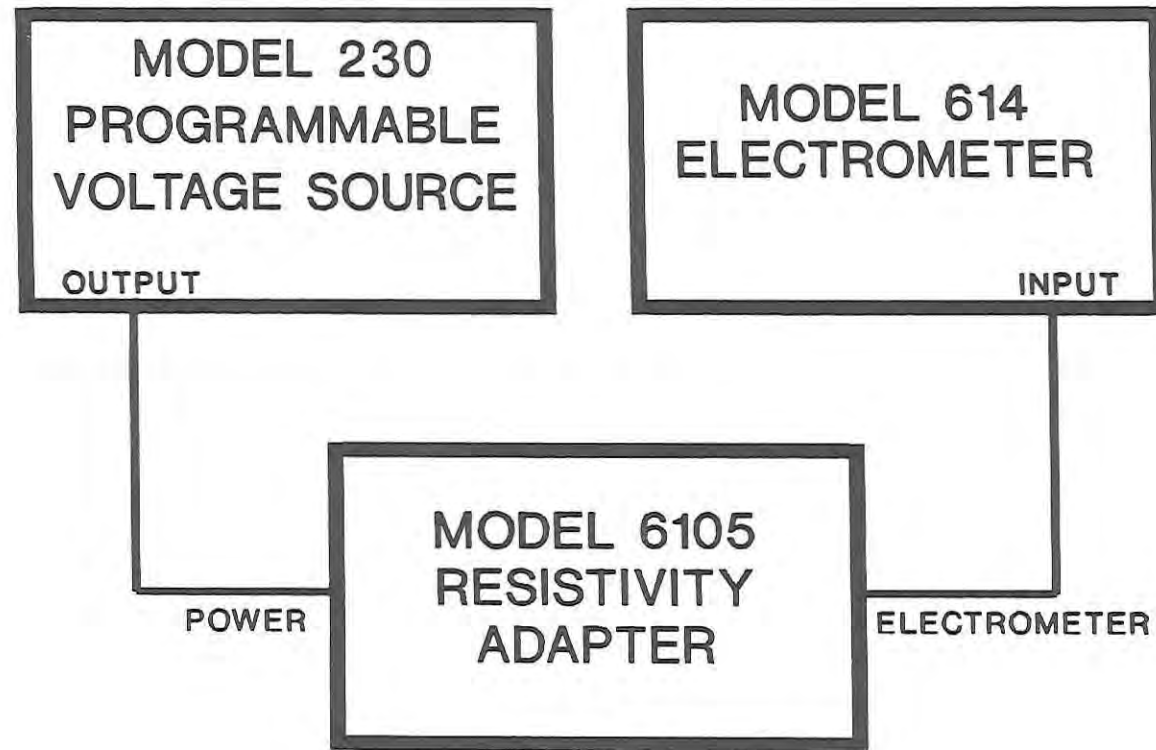 MODEL 230
PROGRAMMABLE
VOLTAGE SOURCE
OUTPUT
MODEL 614
ELECTROMETER
INPUT
MODEL 6105
RESISTIVITY
ADAPTER
POWER
ELECTROMETER